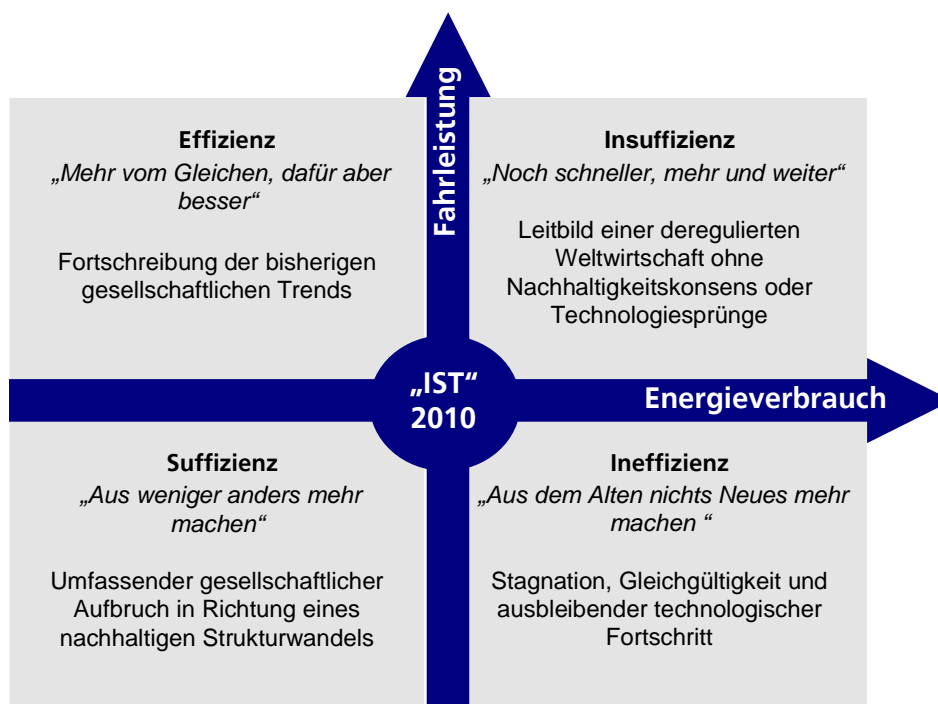 Fahrleistung
Effizienz
„Mehr vom Gleichen, dafür aber
besser“
Fortschreibung der bisherigen
gesellschaftlichen Trends
Insuffizienz
„Noch schneller, mehr und weiter“
Leitbild einer deregulierten
Weltwirtschaft ohne
Nachhaltigkeitskonsens oder
Technologiesprünge
„IST“
2010
Energieverbrauch
Suffizienz
„Aus weniger anders mehr
machen“
Umfassender gesellschaftlicher
Aufbruch in Richtung eines
nachhaltigen Strukturwandels
Ineffizienz
„Aus dem Alten nichts Neues mehr
machen “
Stagnation, Gleichgültigkeit und
ausbleibender technologischer
Fortschritt